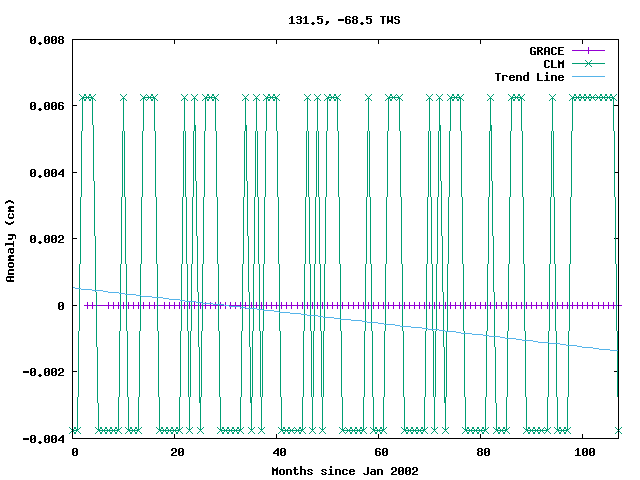 131.5, -68.5 TWS
GRACE
CLM
Trend Line
0.008
0.006
0.004
0.002
0
-0.002
-0.004
Anomaly (cm)
0 20 40 60 80 100
Months since Jan 2002